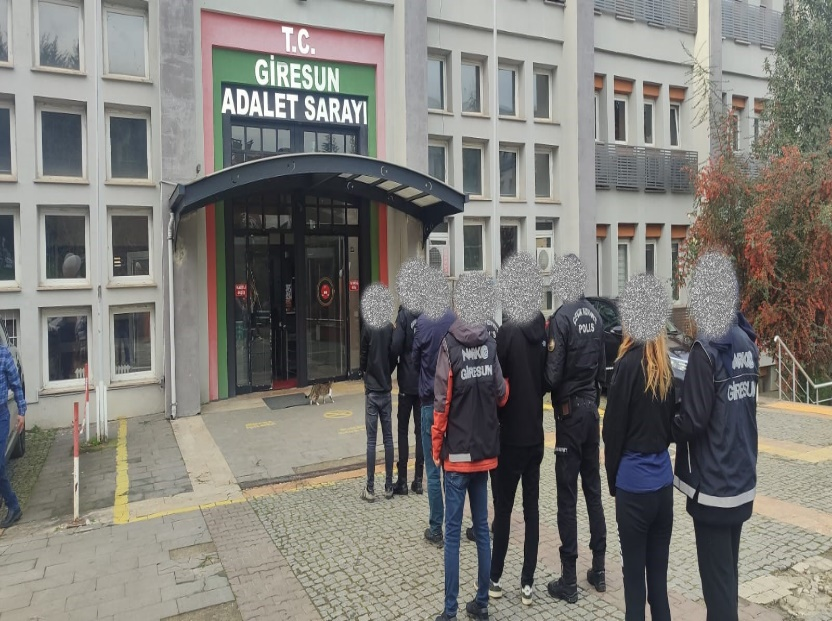 T.C.
GİRESUN
ADALET SARAYI
NARKO
GİRESUN
POLİS
NARKO
GİRESUN